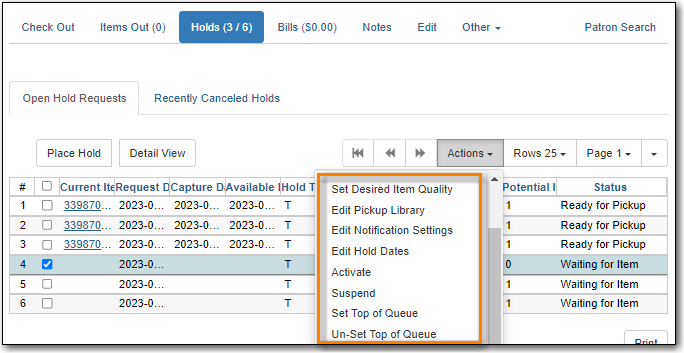 Check Out Items Out (0) Holds (3 / 6) Bills ($0.00) Notes Edit Other Patron Search
Open Hold Requests Recently Canceled Holds
Place Hold Detail View Actions Rows 25 Page 1
# Current Ite Request D Capture D Available I Hold T Potential I Status
1 339870... 2023-0... 2023-0... 2023-0... T 1 Ready for Pickup
2 339870... 2023-0... 2023-0... 2023-0... T 1 Ready for Pickup
3 339870... 2023-0... 2023-0... 2023-0... T 1 Ready for Pickup
4 2023-0... T 0 Waiting for Item
5 2023-0... T 1 Waiting for Item
6 2023-0... T 1 Waiting for Item
Set Desired Item Quality
Edit Pickup Library
Edit Notification Settings
Edit Hold Dates
Activate
Suspend
Set Top of Queue
Un-Set Top of Queue
Print